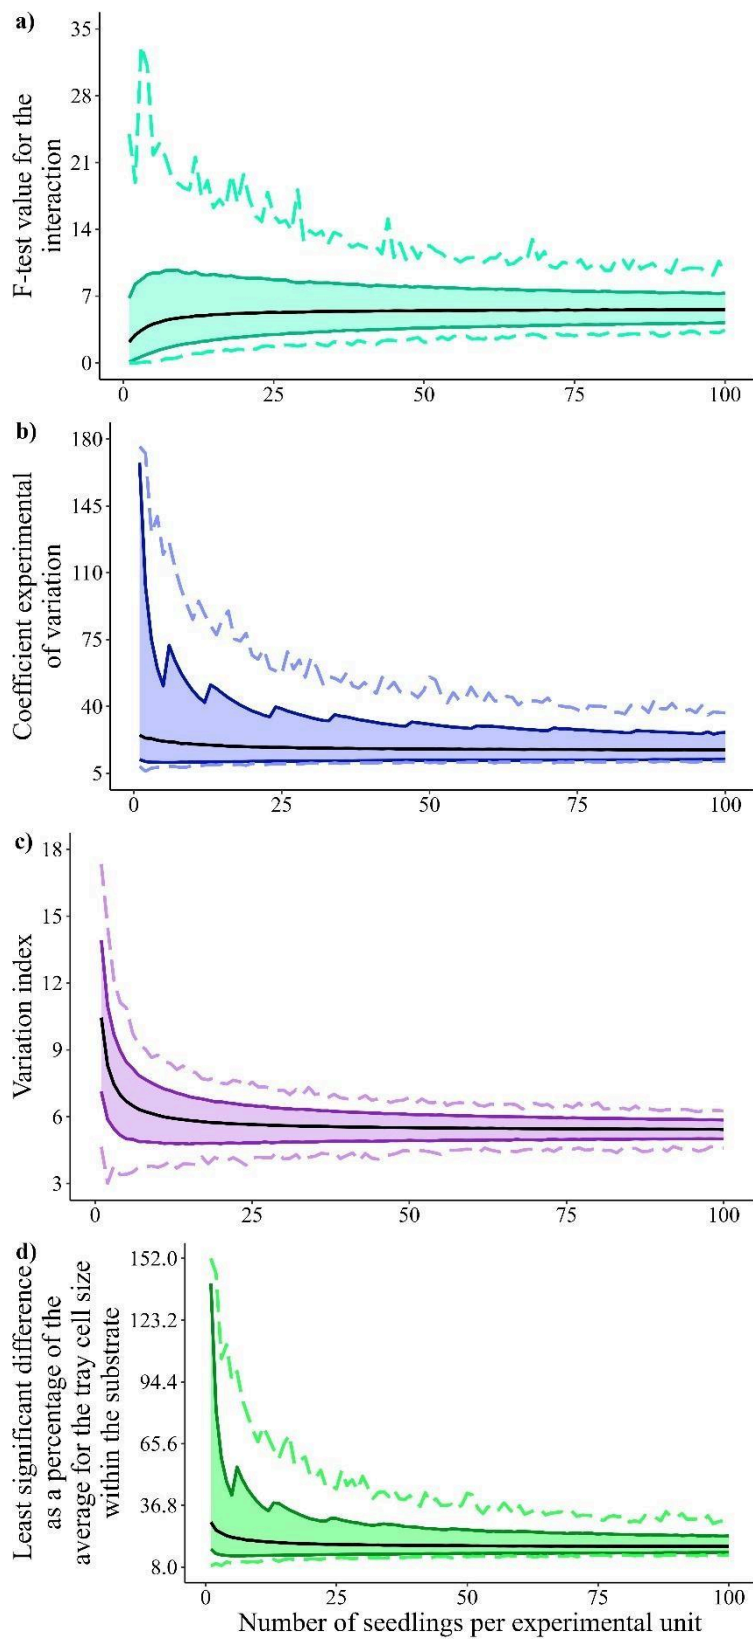 a)
F-test value for the
interaction
35
28
21
14
7
0
0 25 50 75 100
b)
Coefficient experimental
of variation
180
145
110
75
40
5
0 25 50 75 100
c)
Variation index
18
15
12
9
6
3
0 25 50 75 100
d)
Least significant difference
as a percentage of the
average for the tray cell size
within the substrate
152.0
123.2
94.4
65.6
36.8
8.0
0 25 50 75 100
Number of seedlings per experimental unit